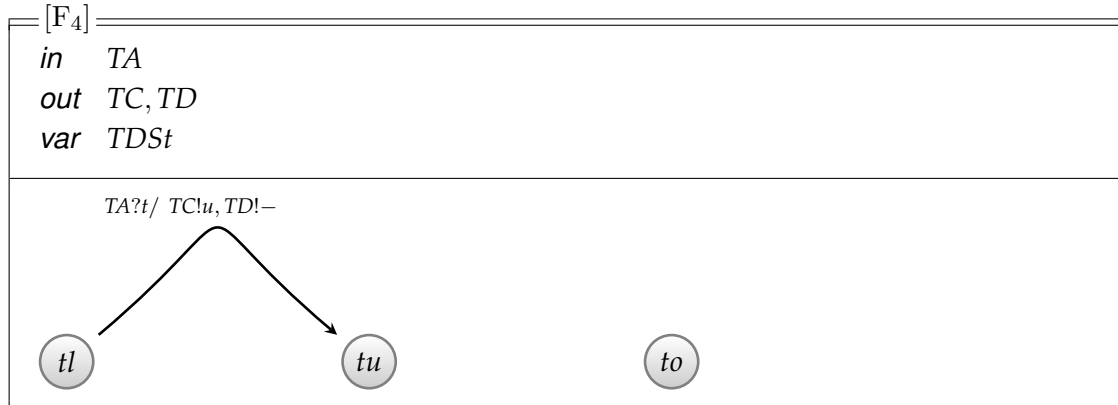 [F₄]
in TA
out TC, TD
var TDSt
TA?t/ TC!u, TD!−
tl tu to